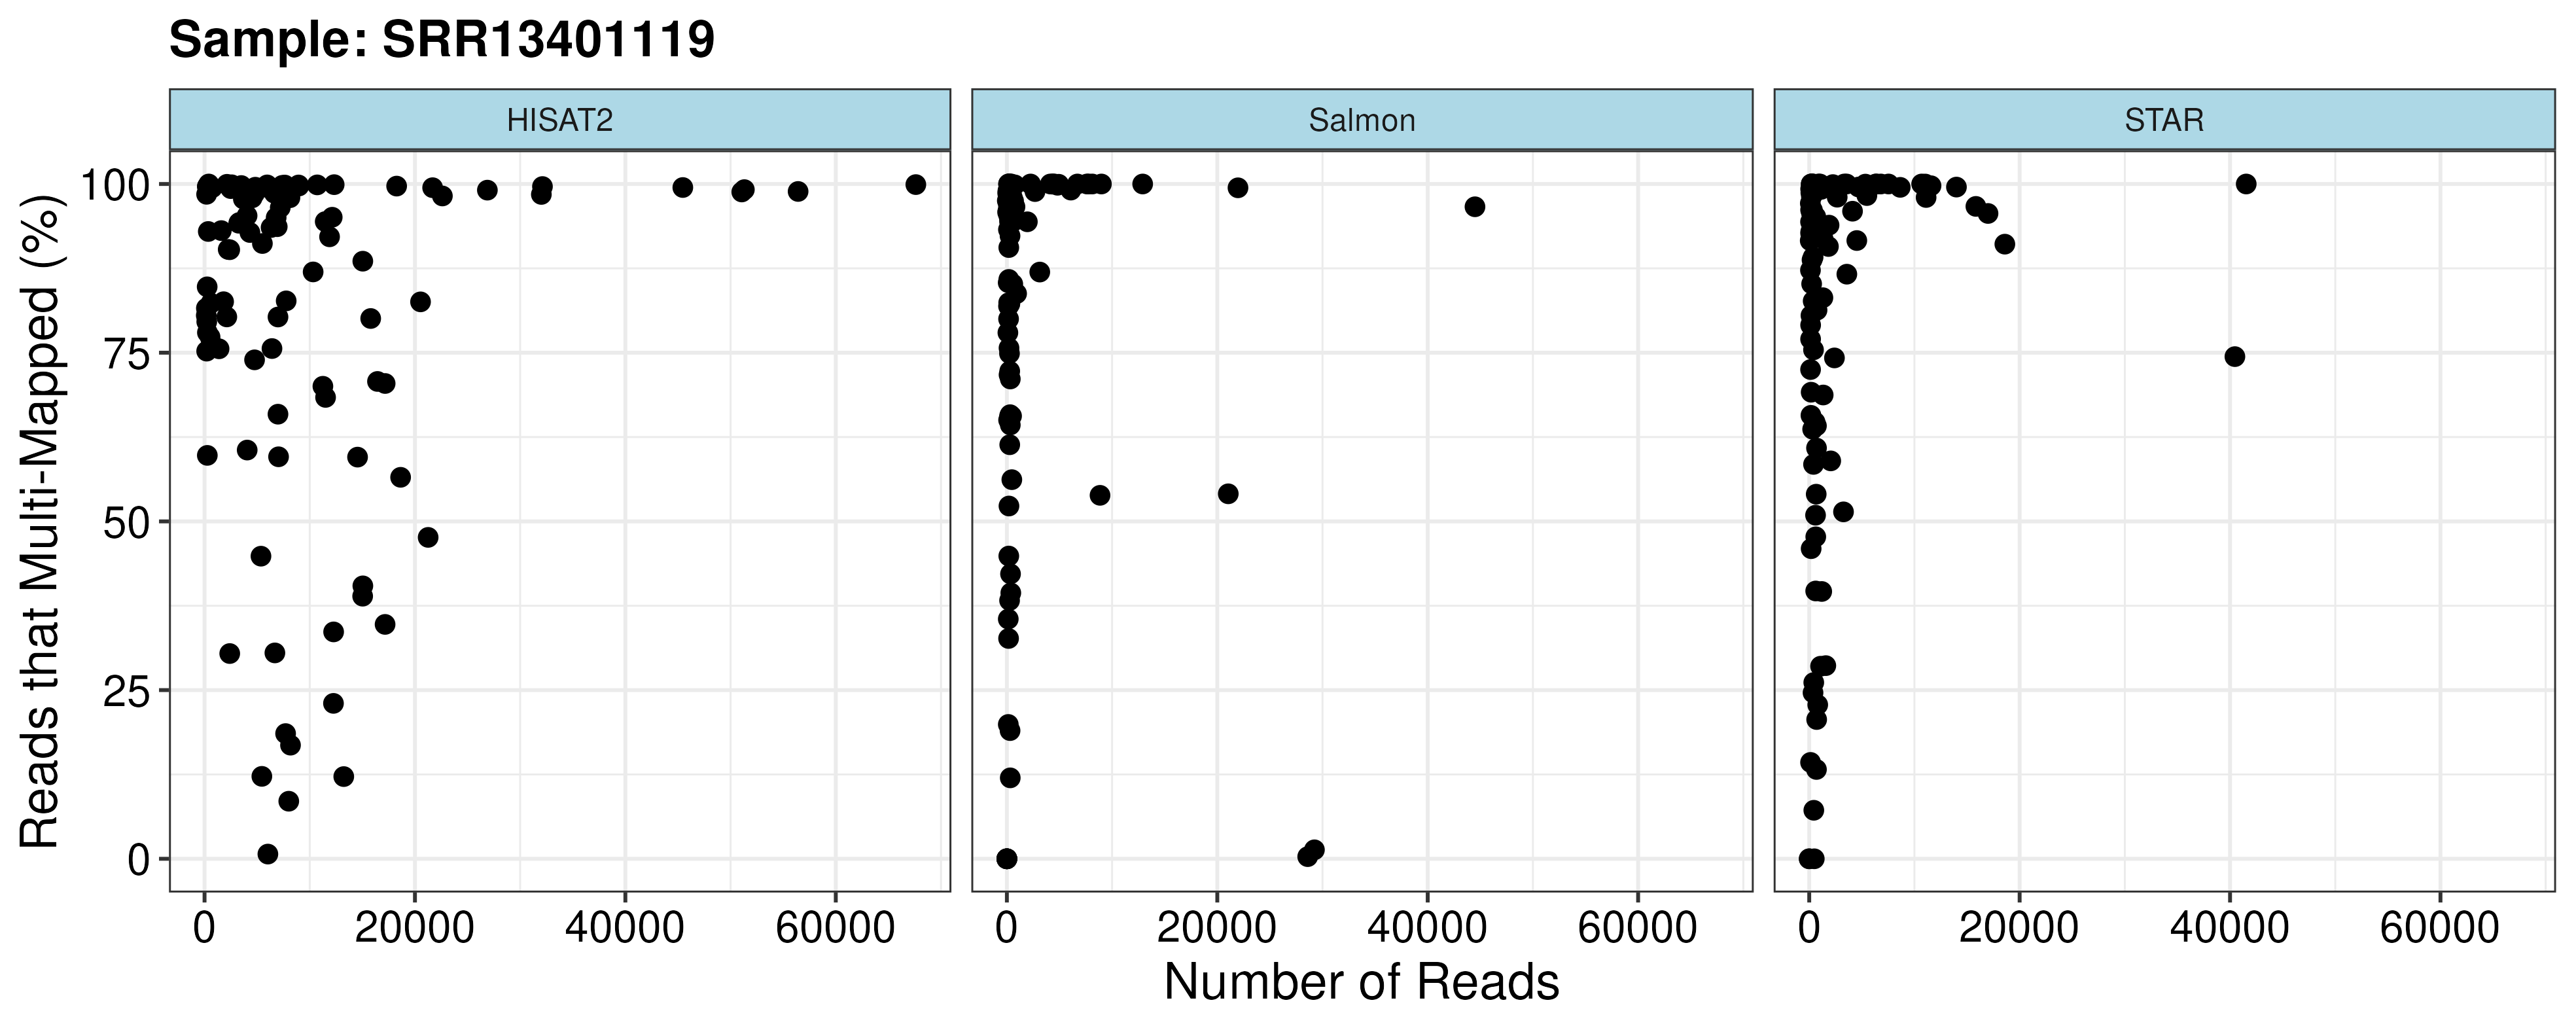 Sample: SRR13401119
HISAT2
Salmon
STAR
Reads that Multi-Mapped (%)
100
75
50
25
0
0 20000 40000 60000
0 20000 40000 60000
0 20000 40000 60000
Number of Reads